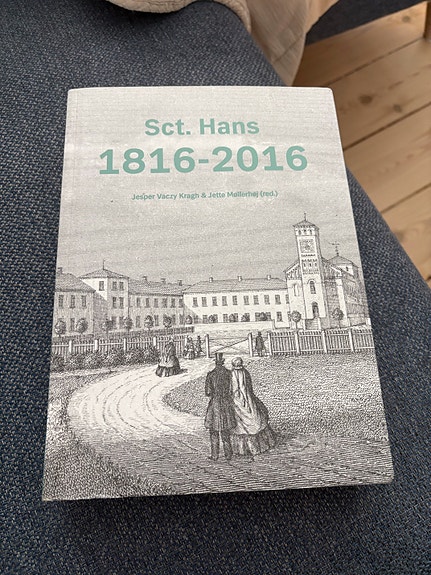 Sct. Hans
1816-2016
Jesper Vaczy Kragh & Jette Møllerhøj (red.)